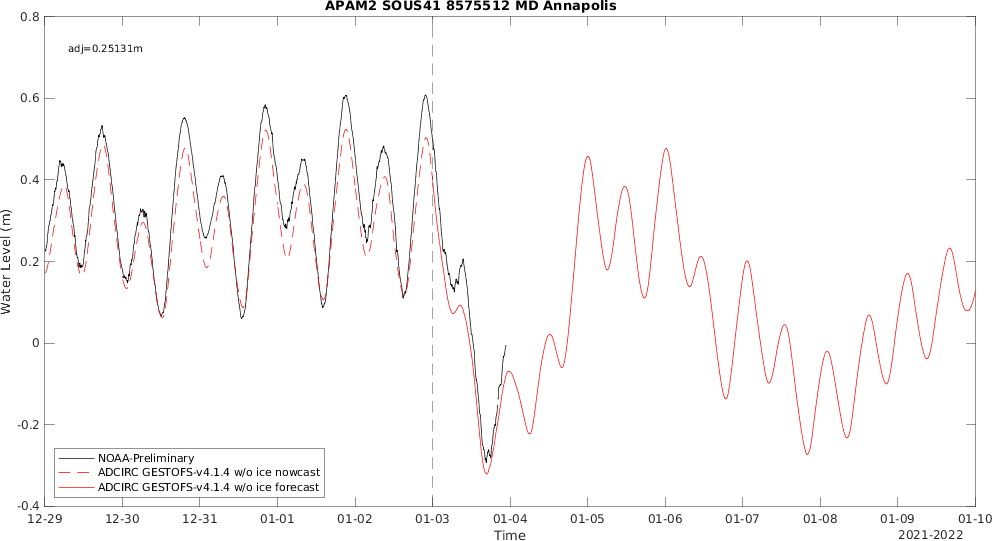 APAM2 SOUS41 8575512 MD Annapolis
adj=0.25131m
Water Level (m)
0.8
0.6
0.4
0.2
0
-0.2
-0.4
NOAA-Preliminary
ADCIRC GESTOFS-v4.1.4 w/o ice nowcast
ADCIRC GESTOFS-v4.1.4 w/o ice forecast
12-29 12-30 12-31 01-01 01-02 01-03 01-04 01-05 01-06 01-07 01-08 01-09 01-10
Time
2021-2022